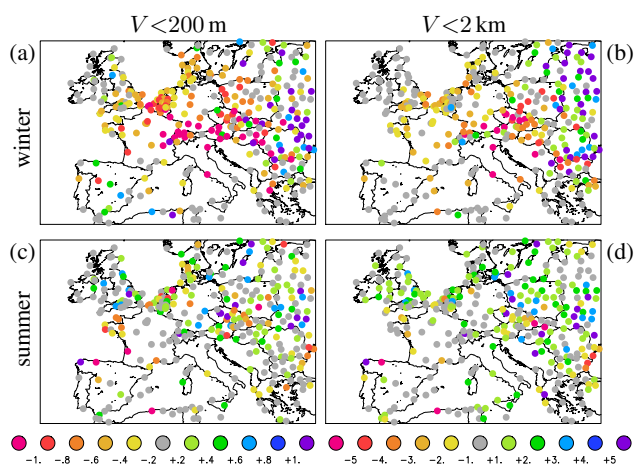 V<200 m V<2 km
(a) (b)
winter
(c) (d)
summer
-1. -.8 -.6 -.4 -.2 +.2 +.4 +.6 +.8 +1. -5 -4. -3. -2. -1. +1. +2. +3. +4. +5